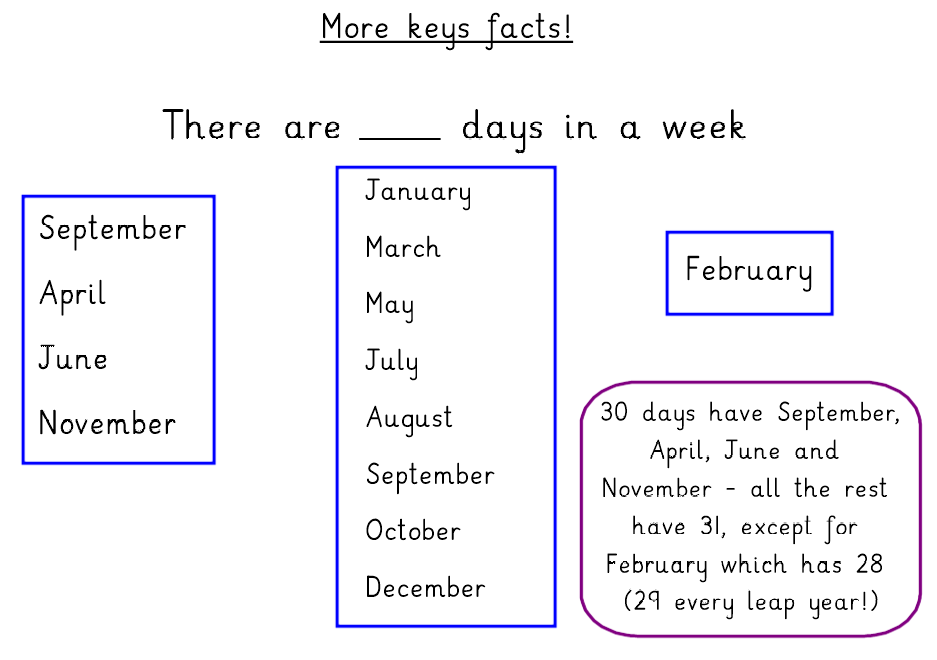 More keys facts!
There are ____ days in a week
September
April
June
November
January
March
May
July
August
September
October
December
February
30 days have September,
April, June and
November - all the rest
have 31, except for
February which has 28
(29 every leap year!)